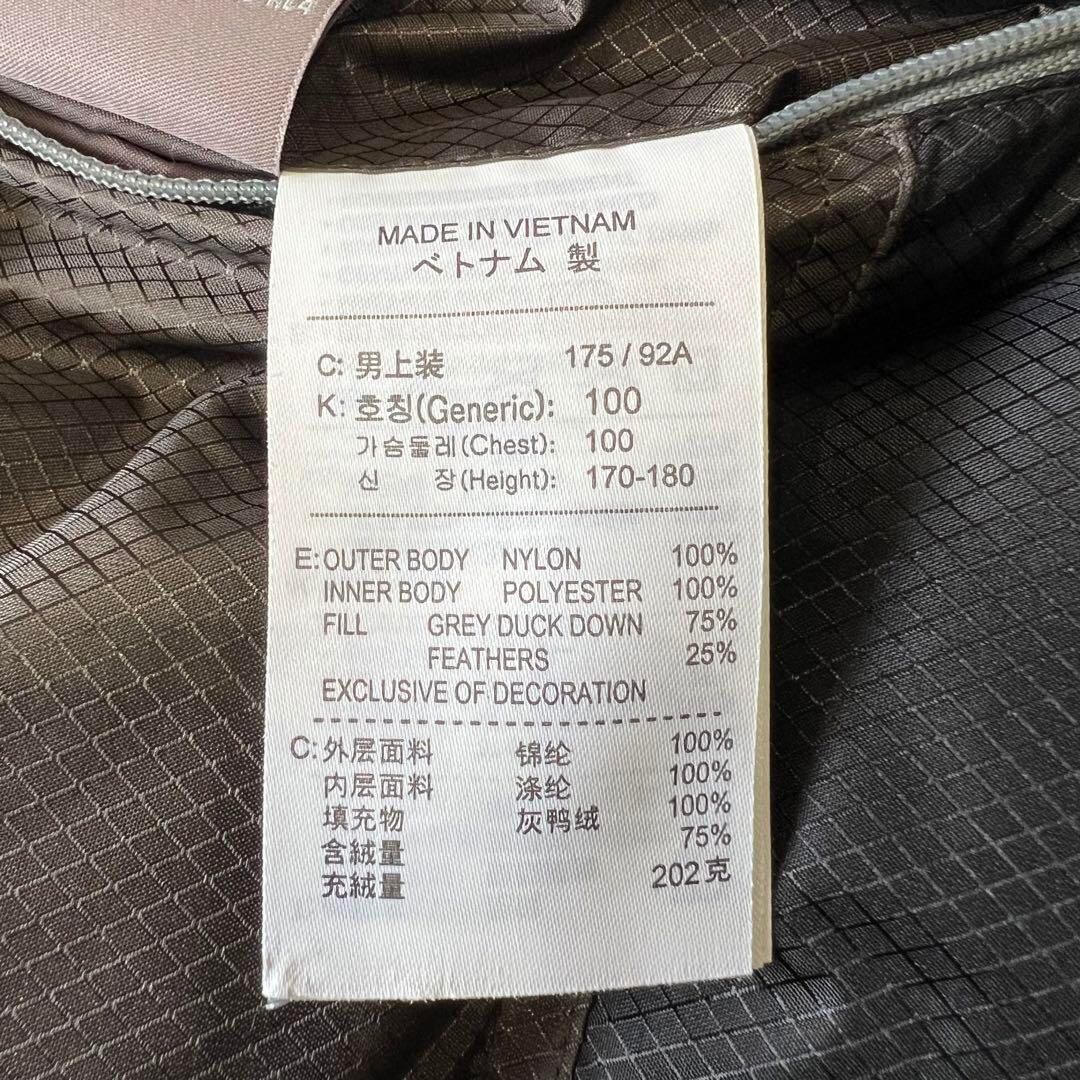 MADE IN VIETNAM
ベトナム 製
C: 男上装 175 / 92A
K: 호칭(Generic): 100
가슴둘레(Chest): 100
신 장(Height): 170-180
E: OUTER BODY NYLON 100%
INNER BODY POLYESTER 100%
FILL GREY DUCK DOWN 75%
FEATHERS 25%
EXCLUSIVE OF DECORATION
C: 外层面料 锦纶 100%
内层面料 涤纶 100%
填充物 灰鸭绒 100%
含绒量 75%
充绒量 202克